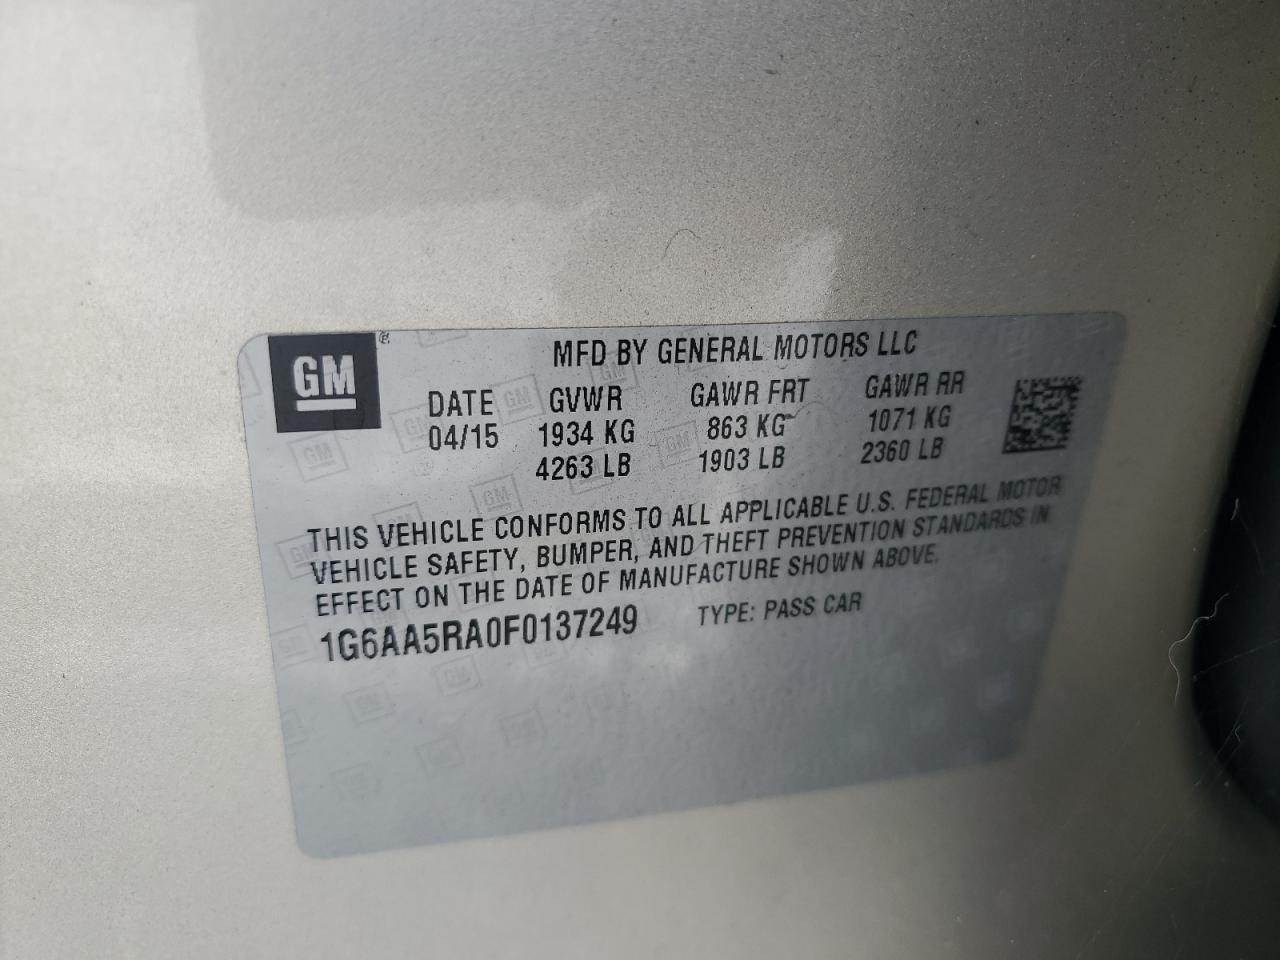 GM
MFD BY GENERAL MOTORS LLC
DATE GVWR GAWR FRT GAWR RR
04/15 1934 KG 863 KG 1071 KG
4263 LB 1903 LB 2360 LB
THIS VEHICLE CONFORMS TO ALL APPLICABLE U.S. FEDERAL MOTOR
VEHICLE SAFETY, BUMPER, AND THEFT PREVENTION STANDARDS IN
EFFECT ON THE DATE OF MANUFACTURE SHOWN ABOVE.
1G6AA5RA0F0137249 TYPE: PASS CAR